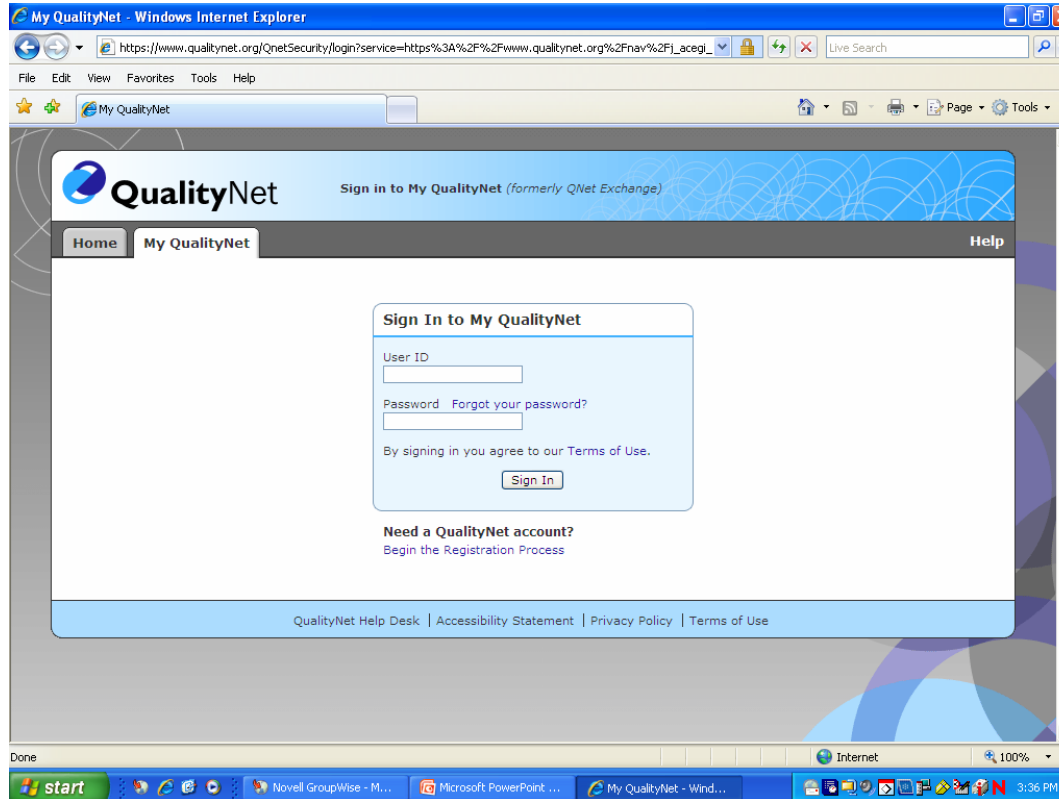 My QualityNet - Windows Internet Explorer
https://www.qualitynet.org/QnetSecurity/login?service=https%3A%2F%2Fwww.qualitynet.org%2Fnav%2Fj_acegi_
Live Search
File Edit View Favorites Tools Help
My QualityNet
Page Tools
QualityNet
Sign in to My QualityNet (formerly QNet Exchange)
Home My QualityNet Help
Sign In to My QualityNet
User ID
Password Forgot your password?
By signing in you agree to our Terms of Use.
Sign In
Need a QualityNet account?
Begin the Registration Process
QualityNet Help Desk | Accessibility Statement | Privacy Policy | Terms of Use
Done Internet 100%
start Novell GroupWise - M... Microsoft PowerPoint ... My QualityNet - Wind... N 3:36 PM